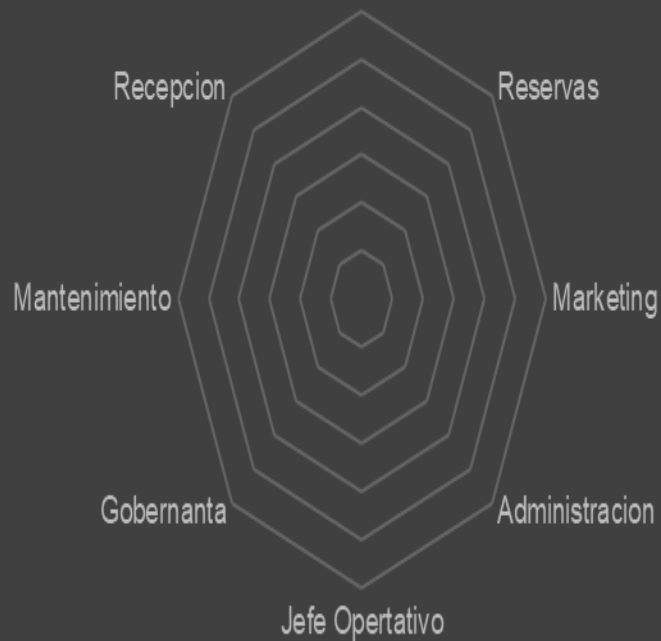 Recepcion
Reservas
Mantenimiento
Marketing
Gobernanta
Administracion
Jefe Opertativo